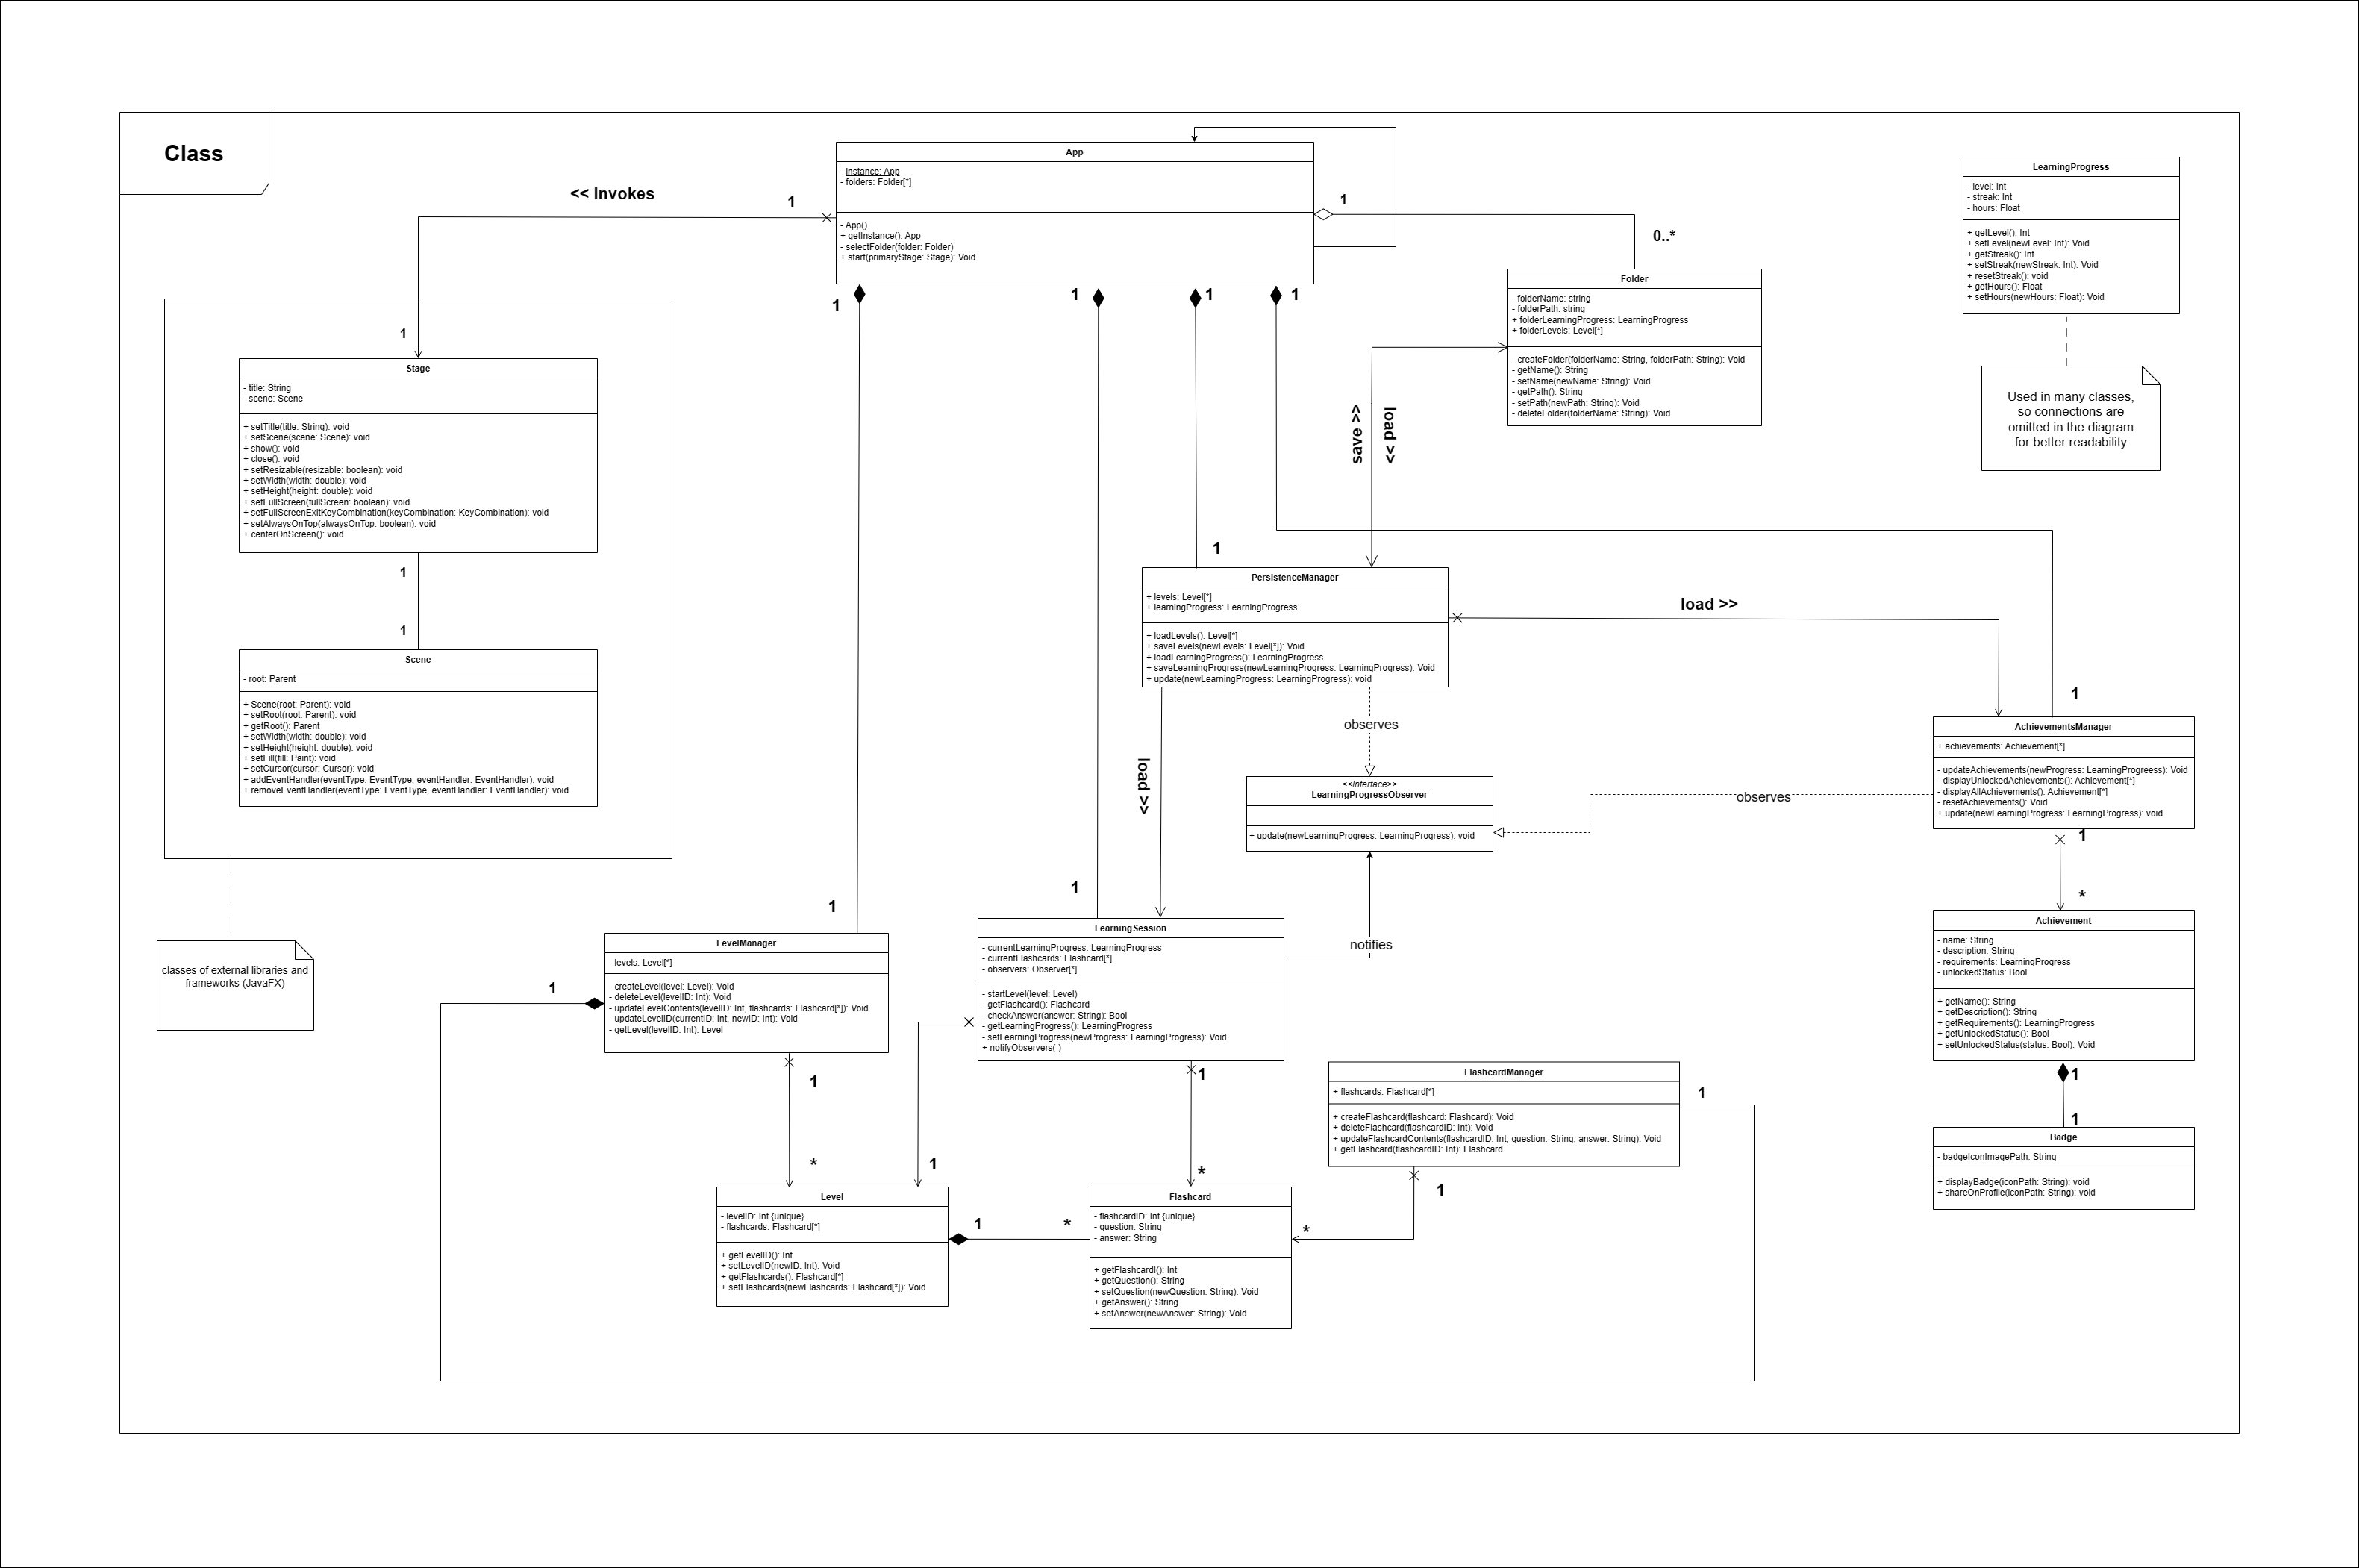 Class
App
- instance: App
- folders: Folder[*]
- App()
+ getInstance(): App
- selectFolder(folder: Folder)
+ start(primaryStage: Stage): Void
<< invokes
1
1
0..*
LearningProgress
- level: Int
- streak: Int
- hours: Float
+ getLevel(): Int
+ setLevel(newLevel: Int): Void
+ getStreak(): Int
+ setStreak(newStreak: Int): Void
+ resetStreak(): void
+ getHours(): Float
+ setHours(newHours: Float): Void
Used in many classes,
so connections are
omitted in the diagram
for better readability
Folder
- folderName: string
- folderPath: string
+ folderLearningProgress: LearningProgress
+ folderLevels: Level[*]
- createFolder(folderName: String, folderPath: String): Void
- getName(): String
- setName(newName: String): Void
- getPath(): String
- setPath(newPath: String): Void
- deleteFolder(folderName: String): Void
1
1
1
1
1
Stage
- title: String
- scene: Scene
+ setTitle(title: String): void
+ setScene(scene: Scene): void
+ show(): void
+ close(): void
+ setResizable(resizable: boolean): void
+ setWidth(width: double): void
+ setHeight(height: double): void
+ setFullScreen(fullScreen: boolean): void
+ setFullScreenExitKeyCombination(keyCombination: KeyCombination): void
+ setAlwaysOnTop(alwaysOnTop: boolean): void
+ centerOnScreen(): void
1
1
Scene
- root: Parent
+ Scene(root: Parent): void
+ setRoot(root: Parent): void
+ getRoot(): Parent
+ setWidth(width: double): void
+ setHeight(height: double): void
+ setFill(fill: Paint): void
+ setCursor(cursor: Cursor): void
+ addEventHandler(eventType: EventType, eventHandler: EventHandler): void
+ removeEventHandler(eventType: EventType, eventHandler: EventHandler): void
classes of external libraries and
frameworks (JavaFX)
save >>
load >>
1
PersistenceManager
+ levels: Level[*]
+ learningProgress: LearningProgress
+ loadLevels(): Level[*]
+ saveLevels(newLevels: Level[*]): Void
+ loadLearningProgress(): LearningProgress
+ saveLearningProgress(newLearningProgress: LearningProgress): Void
+ update(newLearningProgress: LearningProgress): void
load >>
1
observes
load >>
<<Interface>>
LearningProgressObserver
+ update(newLearningProgress: LearningProgress): void
observes
AchievementsManager
+ achievements: Achievement[*]
- updateAchievements(newProgress: LearningProgreess): Void
- displayUnlockedAchievements(): Achievement[*]
- displayAllAchievements(): Achievement[*]
- resetAchievements(): Void
+ update(newLearningProgress: LearningProgress): void
1
*
Achievement
- name: String
- description: String
- requirements: LearningProgress
- unlockedStatus: Bool
+ getName(): String
+ getDescription(): String
+ getRequirements(): LearningProgress
+ getUnlockedStatus(): Bool
+ setUnlockedStatus(status: Bool): Void
1
1
Badge
- badgeIconImagePath: String
+ displayBadge(iconPath: String): void
+ shareOnProfile(iconPath: String): void
1
LevelManager
- levels: Level[*]
- createLevel(level: Level): Void
- deleteLevel(levelID: Int): Void
- updateLevelContents(levelID: Int, flashcards: Flashcard[*]): Void
- updateLevelID(currentID: Int, newID: Int): Void
- getLevel(levelID: Int): Level
1
1
*
1
LearningSession
- currentLearningProgress: LearningProgress
- currentFlashcards: Flashcard[*]
- observers: Observer[*]
- startLevel(level: Level)
- getFlashcard(): Flashcard
- checkAnswer(answer: String): Bool
- getLearningProgress(): LearningProgress
- setLearningProgress(newProgress: LearningProgress): Void
+ notifyObservers( )
notifies
1
1
*
FlashcardManager
+ flashcards: Flashcard[*]
+ createFlashcard(flashcard: Flashcard): Void
+ deleteFlashcard(flashcardID: Int): Void
+ updateFlashcardContents(flashcardID: Int, question: String, answer: String): Void
+ getFlashcard(flashcardID: Int): Flashcard
1
1
*
Level
- levelID: Int {unique}
- flashcards: Flashcard[*]
+ getLevelID(): Int
+ setLevelID(newID: Int): Void
+ getFlashcards(): Flashcard[*]
+ setFlashcards(newFlashcards: Flashcard[*]): Void
1
*
Flashcard
- flashcardID: Int {unique}
- question: String
- answer: String
+ getFlashcardI(): Int
+ getQuestion(): String
+ setQuestion(newQuestion: String): Void
+ getAnswer(): String
+ setAnswer(newAnswer: String): Void